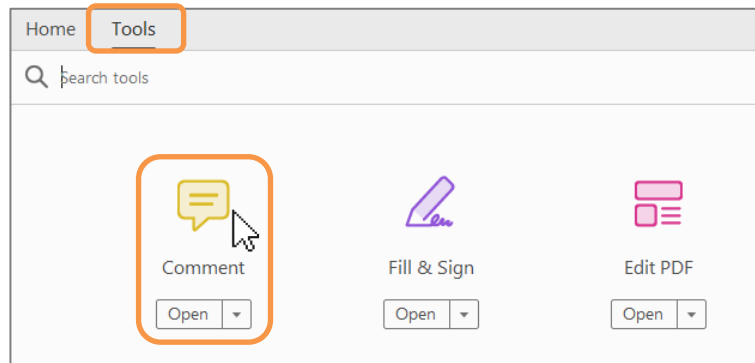 Home Tools
Search tools
Comment Fill & Sign Edit PDF
Open Open Open